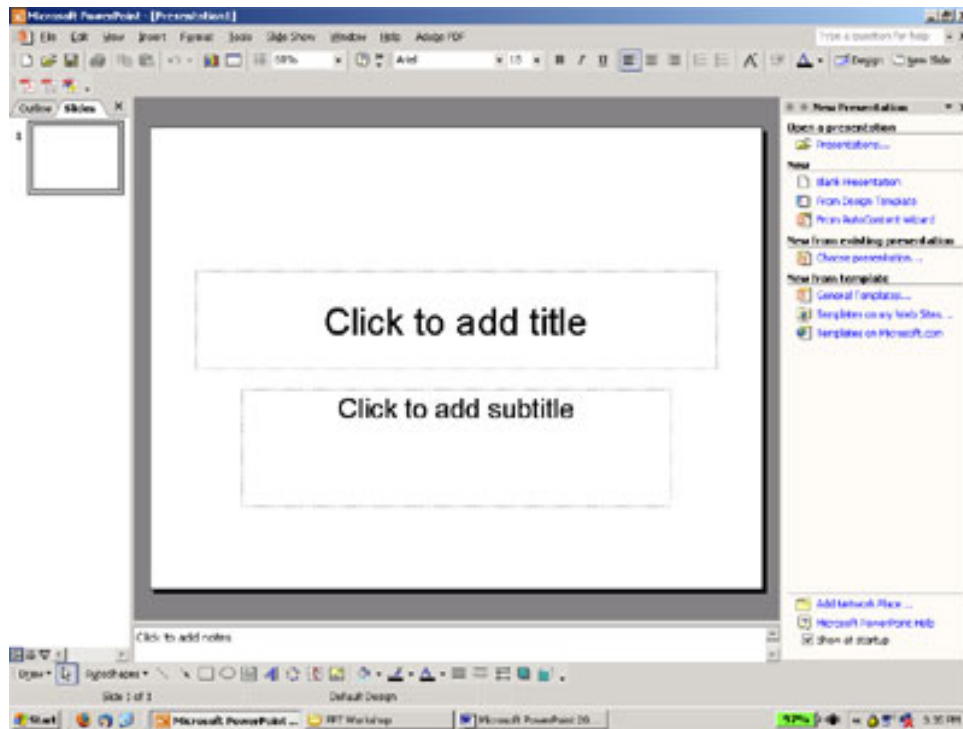 Microsoft PowerPoint - [Presentation1]
File Edit View Insert Format Tools Slide Show Window Help Adobe PDF
Type a question for help
Arial
18
B I U
Design
New Slide
Outline Slides
New Presentation
1
Open a presentation
Presentations...
New
Blank Presentation
From Design Template
From AutoContent Wizard
New from existing presentation
Choose presentation...
New from template
General Templates...
Templates on my Web Sites...
Templates on Microsoft.com
Click to add title
Click to add subtitle
Add Network Place...
Microsoft PowerPoint Help
Show at startup
Click to add notes
Draw AutoShapes
Slide 1 of 1
Default Design
Start
Microsoft PowerPoint ...
PPT Workshop
Microsoft PowerPoint 20...
97%